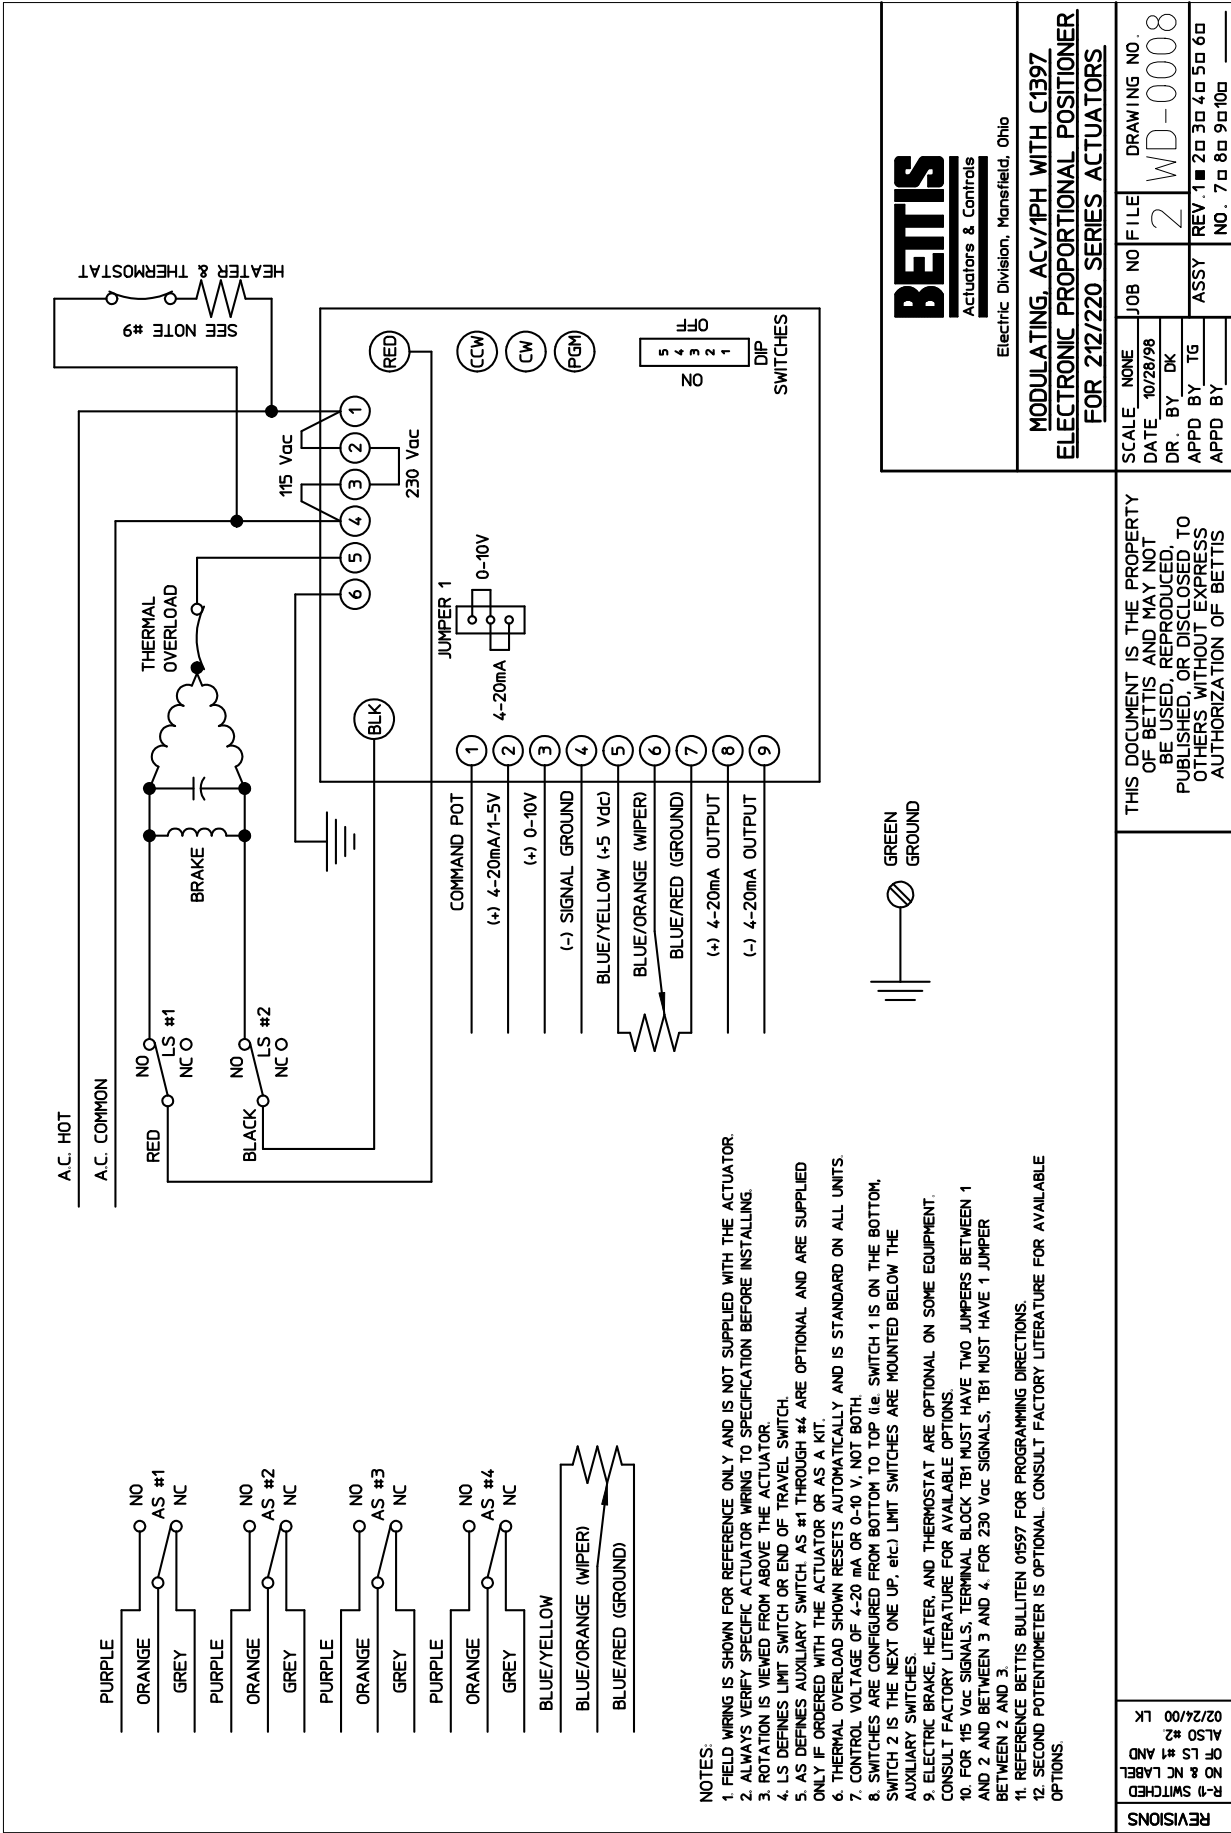 A.C. HOT
A.C. COMMON
RED
BLACK
NO
LS #1
NC
NO
LS #2
NC
BRAKE
THERMAL
OVERLOAD
HEATER & THERMOSTAT
SEE NOTE #9
115 Vac
230 Vac
6
5
4
3
2
1
BLK
RED
CCW
CW
PGM
JUMPER 1
4-20mA
0-10V
ON
1 2 3 4 5
OFF
DIP
SWITCHES
COMMAND POT
1
(+) 4-20mA/1-5V
2
(+) 0-10V
3
(-) SIGNAL GROUND
4
BLUE/YELLOW (+5 Vdc)
5
BLUE/ORANGE (WIPER)
6
BLUE/RED (GROUND)
7
(+) 4-20mA OUTPUT
8
(-) 4-20mA OUTPUT
9
GREEN
GROUND
PURPLE
ORANGE
GREY
NO
AS #1
NC
PURPLE
ORANGE
GREY
NO
AS #2
NC
PURPLE
ORANGE
GREY
NO
AS #3
NC
PURPLE
ORANGE
GREY
NO
AS #4
NC
BLUE/YELLOW
BLUE/ORANGE (WIPER)
BLUE/RED (GROUND)
NOTES:
1. FIELD WIRING IS SHOWN FOR REFERENCE ONLY AND IS NOT SUPPLIED WITH THE ACTUATOR.
2. ALWAYS VERIFY SPECIFIC ACTUATOR WIRING TO SPECIFICATION BEFORE INSTALLING.
3. ROTATION IS VIEWED FROM ABOVE THE ACTUATOR.
4. LS DEFINES LIMIT SWITCH OR END OF TRAVEL SWITCH.
5. AS DEFINES AUXILIARY SWITCH. AS #1 THROUGH #4 ARE OPTIONAL AND ARE SUPPLIED
ONLY IF ORDERED WITH THE ACTUATOR OR AS A KIT.
6. THERMAL OVERLOAD SHOWN RESETS AUTOMATICALLY AND IS STANDARD ON ALL UNITS.
7. CONTROL VOLTAGE OF 4-20 mA OR 0-10 V, NOT BOTH.
8. SWITCHES ARE CONFIGURED FROM BOTTOM TO TOP (i.e. SWITCH 1 IS ON THE BOTTOM,
SWITCH 2 IS THE NEXT ONE UP, etc.) LIMIT SWITCHES ARE MOUNTED BELOW THE
AUXILIARY SWITCHES.
9. ELECTRIC BRAKE, HEATER, AND THERMOSTAT ARE OPTIONAL ON SOME EQUIPMENT.
CONSULT FACTORY LITERATURE FOR AVAILABLE OPTIONS.
10. FOR 115 Vac SIGNALS, TERMINAL BLOCK TB1 MUST HAVE TWO JUMPERS BETWEEN 1
AND 2 AND BETWEEN 3 AND 4. FOR 230 Vac SIGNALS, TB1 MUST HAVE 1 JUMPER
BETWEEN 2 AND 3.
11. REFERENCE BETTIS BULLITEN 01597 FOR PROGRAMMING DIRECTIONS.
12. SECOND POTENTIOMETER IS OPTIONAL. CONSULT FACTORY LITERATURE FOR AVAILABLE
OPTIONS.
BETTIS
Actuators & Controls
Electric Division, Mansfield, Ohio
MODULATING, ACv/1PH WITH C1397
ELECTRONIC PROPORTIONAL POSITIONER
FOR 212/220 SERIES ACTUATORS
REVISIONS
R-1) SWITCHED
NO & NC LABEL
OF LS #1 AND
ALSO #2.
02/24/00 LK
THIS DOCUMENT IS THE PROPERTY
OF BETTIS AND MAY NOT
BE USED, REPRODUCED,
PUBLISHED, OR DISCLOSED TO
OTHERS WITHOUT EXPRESS
AUTHORIZATION OF BETTIS
SCALE NONE
DATE 10/28/98
DR. BY DK
APPD BY TG
APPD BY
JOB NO
FILE
2
DRAWING NO.
WD-0008
ASSY
REV. 1■ 2□ 3□ 4□ 5□ 6□
NO. 7□ 8□ 9□ 10□